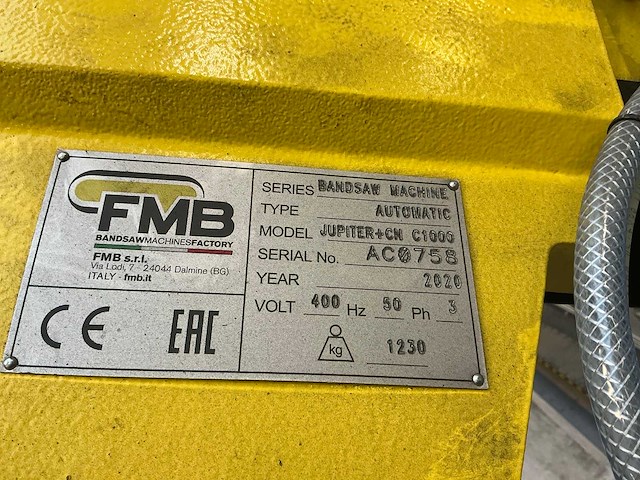 FMB
BANDSAWMACHINESFACTORY
FMB s.r.l.
Via Lodi, 7 - 24044 Dalmine (BG)
ITALY - fmb.it
CE EAC
SERIES BANDSAW MACHINE
TYPE AUTOMATIC
MODEL JUPITER+CN C1000
SERIAL No. AC0758
YEAR 2020
VOLT 400 Hz 50 Ph 3
kg 1230